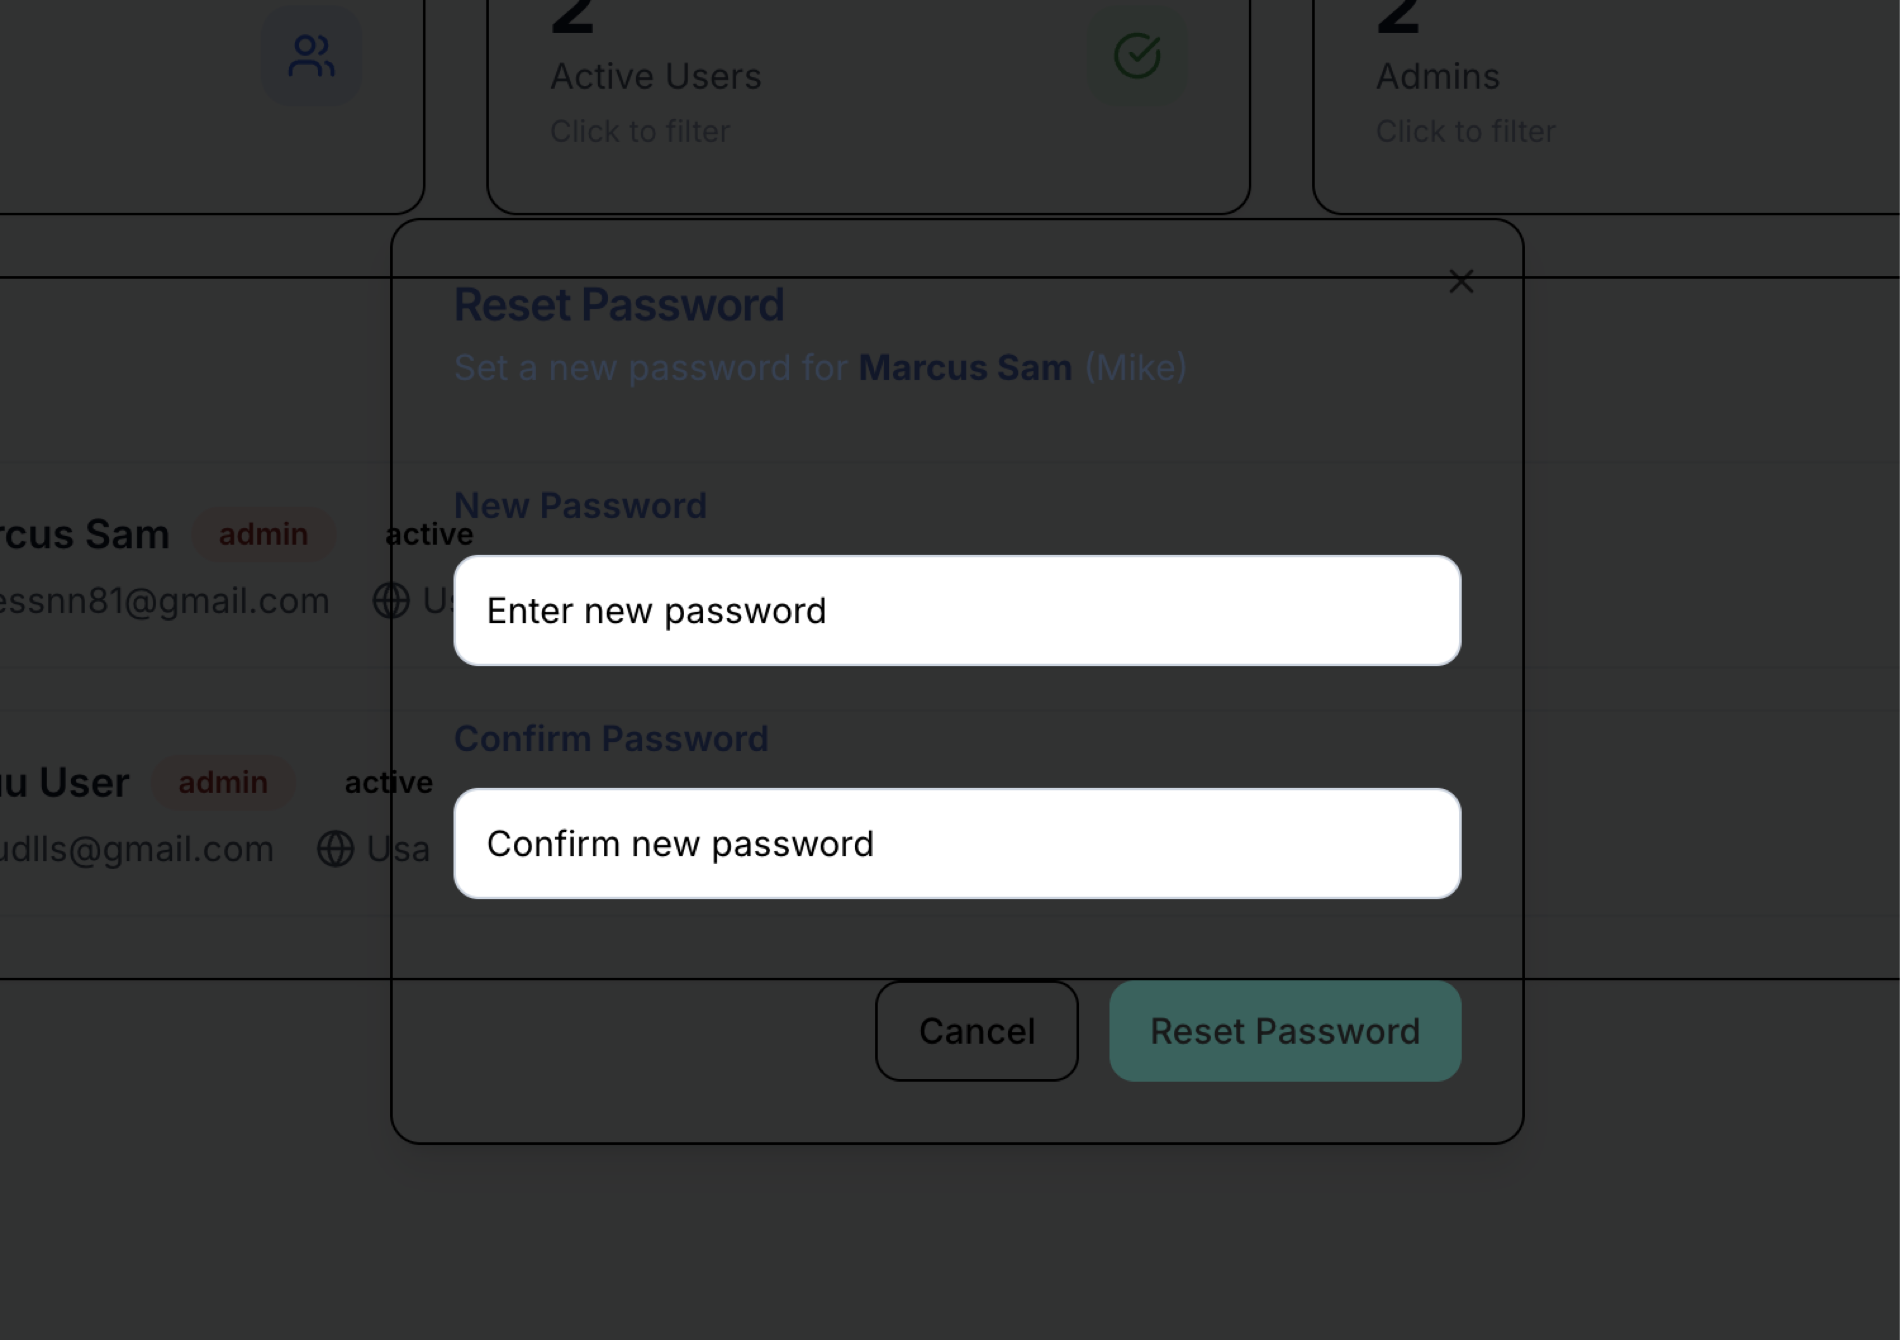 2
2
Active Users
Admins
Click to filter
Click to filter
Reset Password
Set a new password for Marcus Sam (Mike)
New Password
rcus Sam admin active
essnn81@gmail.com
Enter new password
Confirm Password
User admin active
udlls@gmail.com Usa
Confirm new password
Cancel
Reset Password